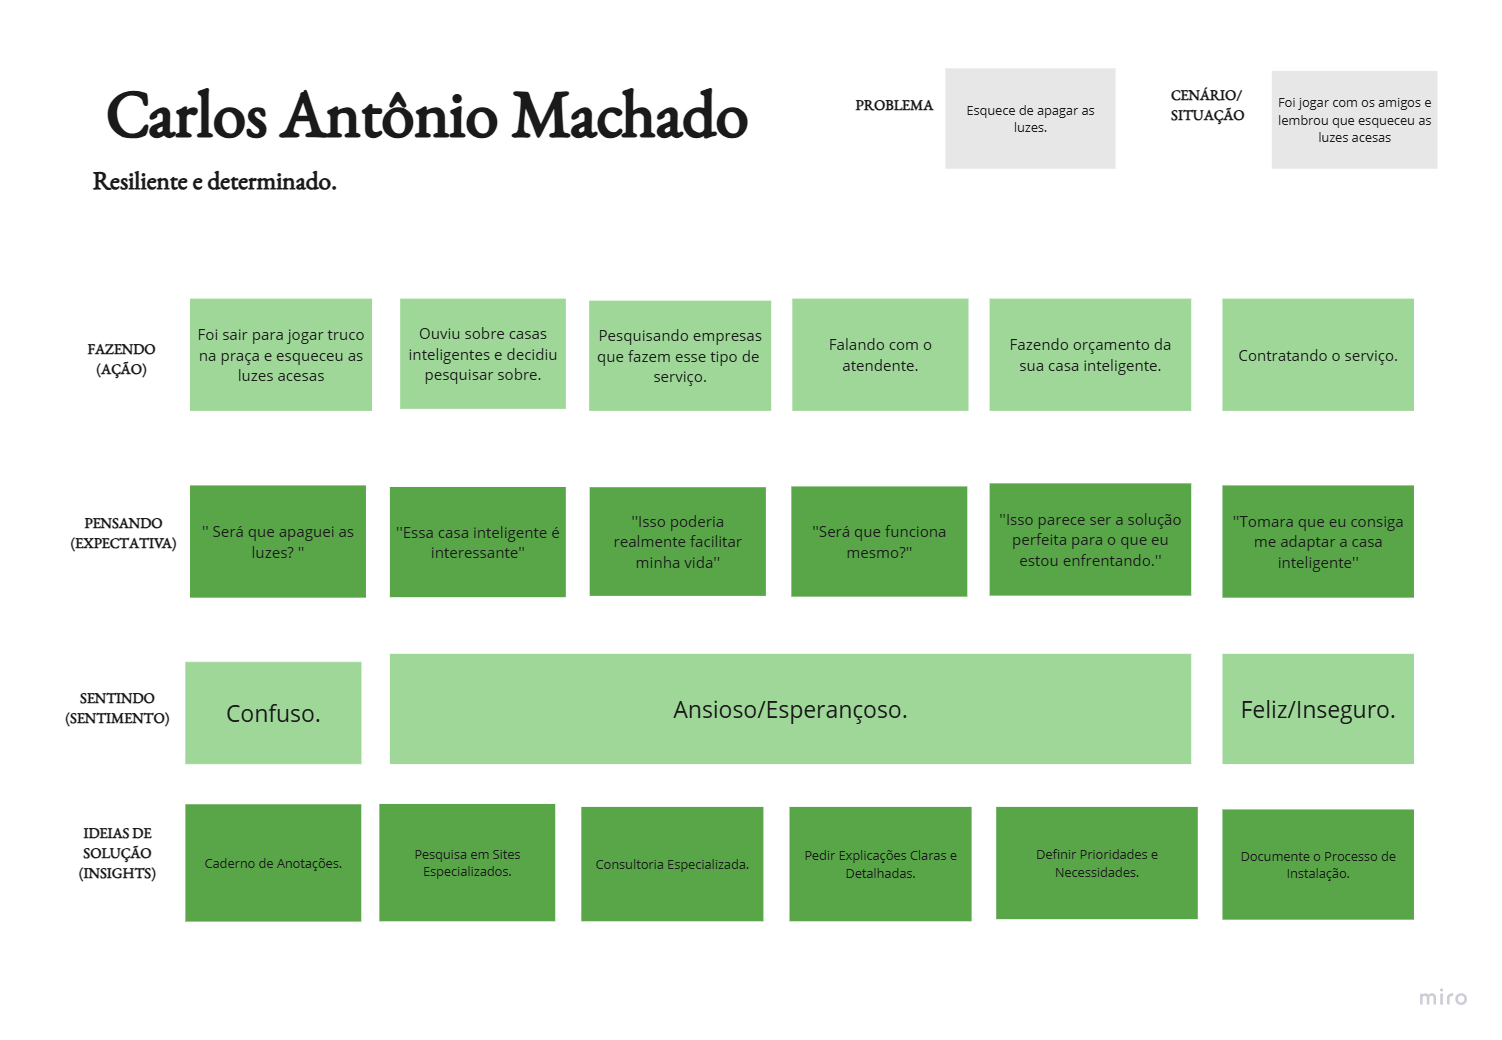 Carlos Antônio Machado
Resiliente e determinado.
PROBLEMA
Esquece de apagar as
luzes.
CENÁRIO/
SITUAÇÃO
Foi jogar com os amigos e
lembrou que esqueceu as
luzes acesas
FAZENDO
(AÇÃO)
Foi sair para jogar truco
na praça e esqueceu as
luzes acesas
Ouviu sobre casas
inteligentes e decidiu
pesquisar sobre.
Pesquisando empresas
que fazem esse tipo de
serviço.
Falando com o
atendente.
Fazendo orçamento da
sua casa inteligente.
Contratando o serviço.
PENSANDO
(EXPECTATIVA)
'' Será que apaguei as
luzes? ''
''Essa casa inteligente é
interessante''
''Isso poderia
realmente facilitar
minha vida''
''Será que funciona
mesmo?''
''Isso parece ser a solução
perfeita para o que eu
estou enfrentando.''
''Tomara que eu consiga
me adaptar a casa
inteligente''
SENTINDO
(SENTIMENTO)
Confuso.
Ansioso/Esperançoso.
Feliz/Inseguro.
IDEIAS DE
SOLUÇÃO
(INSIGHTS)
Caderno de Anotações.
Pesquisa em Sites
Especializados.
Consultoria Especializada.
Pedir Explicações Claras e
Detalhadas.
Definir Prioridades e
Necessidades.
Documente o Processo de
Instalação.
miro